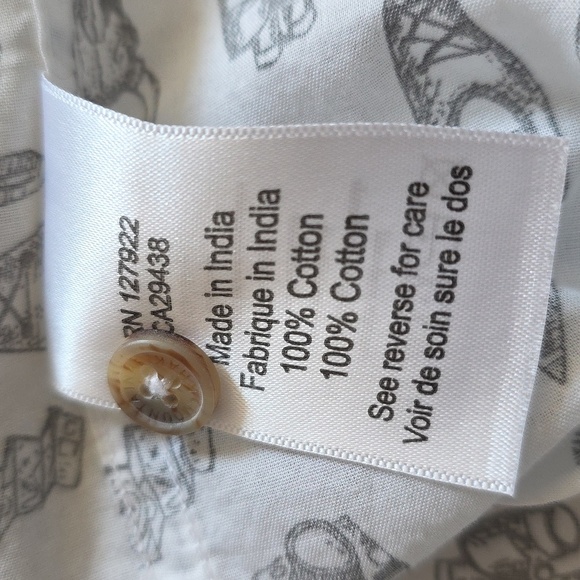 RN 127922
CA29438
Made in India
Fabrique in India
100% Cotton
100% Cotton
See reverse for care
Voir de soin sure le dos